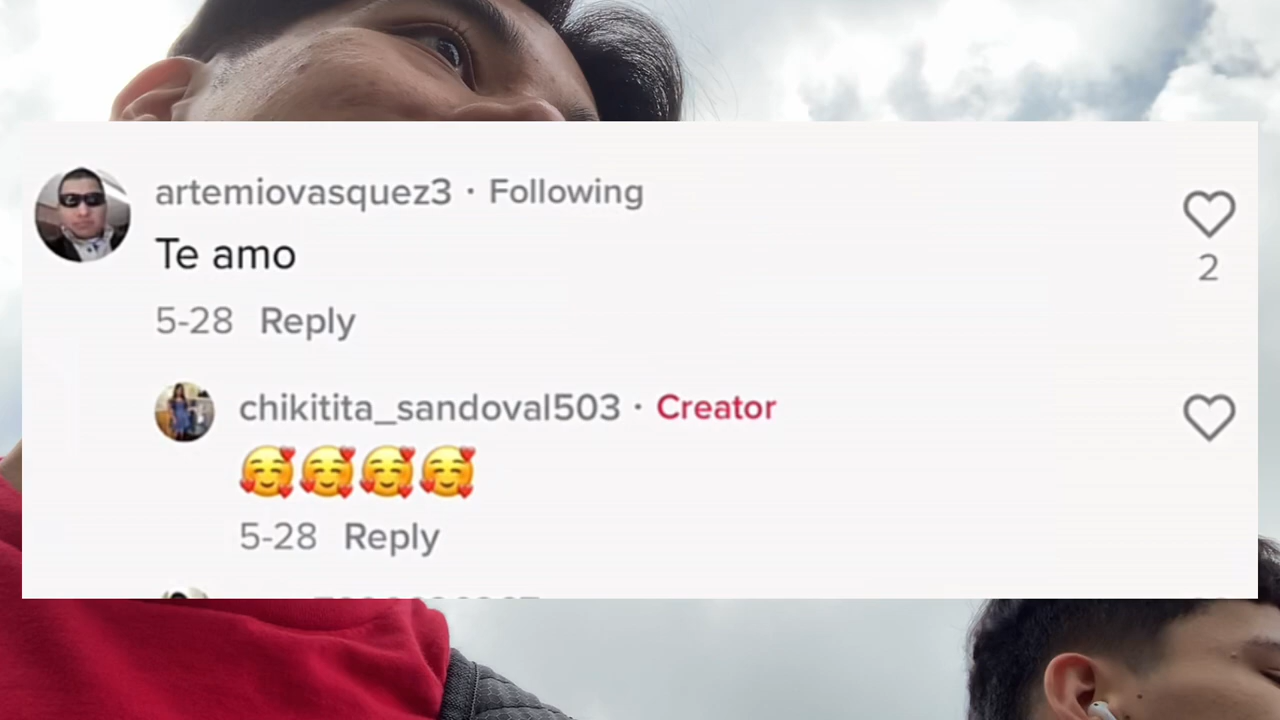 artemiovasquez3 · Following
Te amo
2
5-28 Reply
chikitita_sandoval503 · Creator
🥰🥰🥰🥰
5-28 Reply